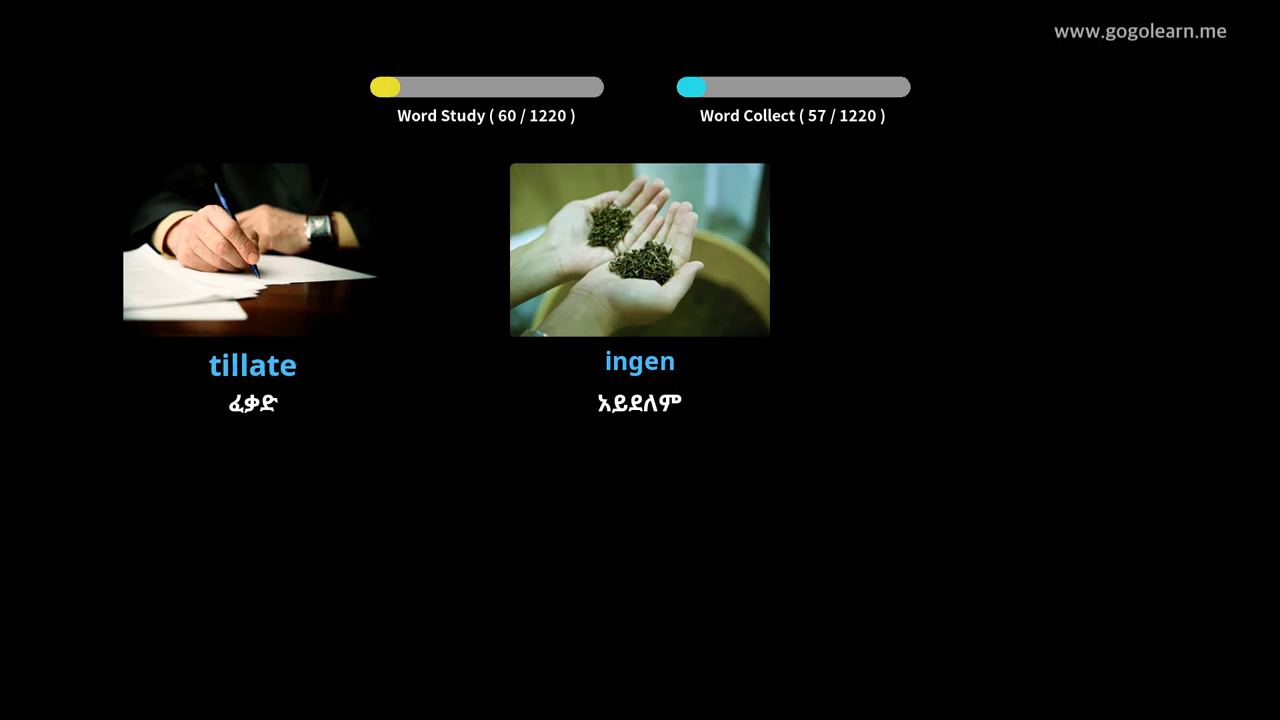 www.gogolearn.me
Word Study ( 60 / 1220 )
Word Collect ( 57 / 1220 )
tillate
ፈቃድ
ingen
አይደለም